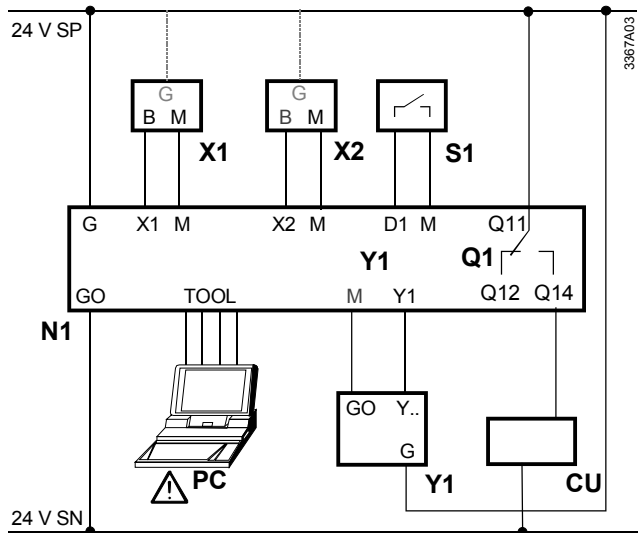 24 V SP
3367A03
G G
B M B M
X1 X2 S1
G X1 M X2 M D1 M Q11
Y1 Q1
GO TOOL M Y1 Q12 Q14
N1
GO Y..
G
PC Y1 CU
24 V SN